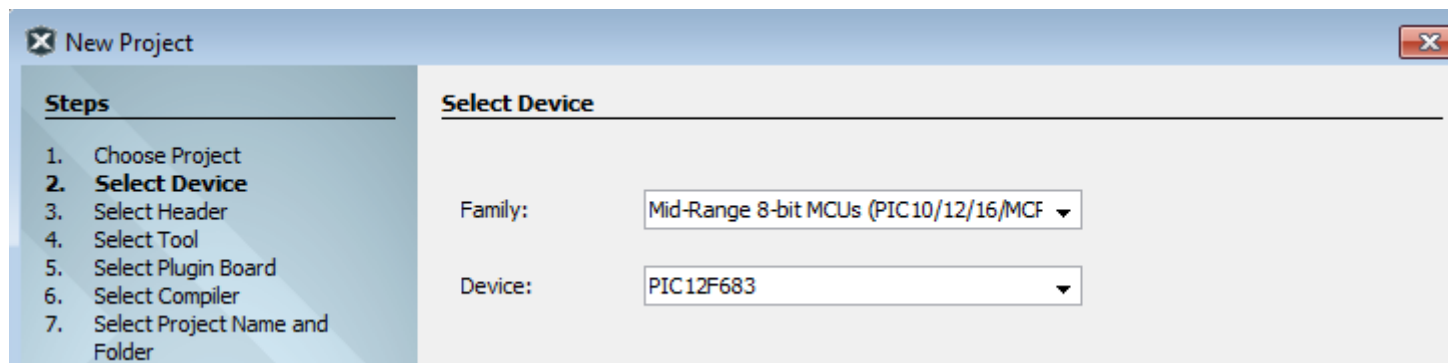 New Project
Steps
1. Choose Project
2. Select Device
3. Select Header
4. Select Tool
5. Select Plugin Board
6. Select Compiler
7. Select Project Name and
Folder
Select Device
Family: Mid-Range 8-bit MCUs (PIC10/12/16/MCP
Device: PIC12F683